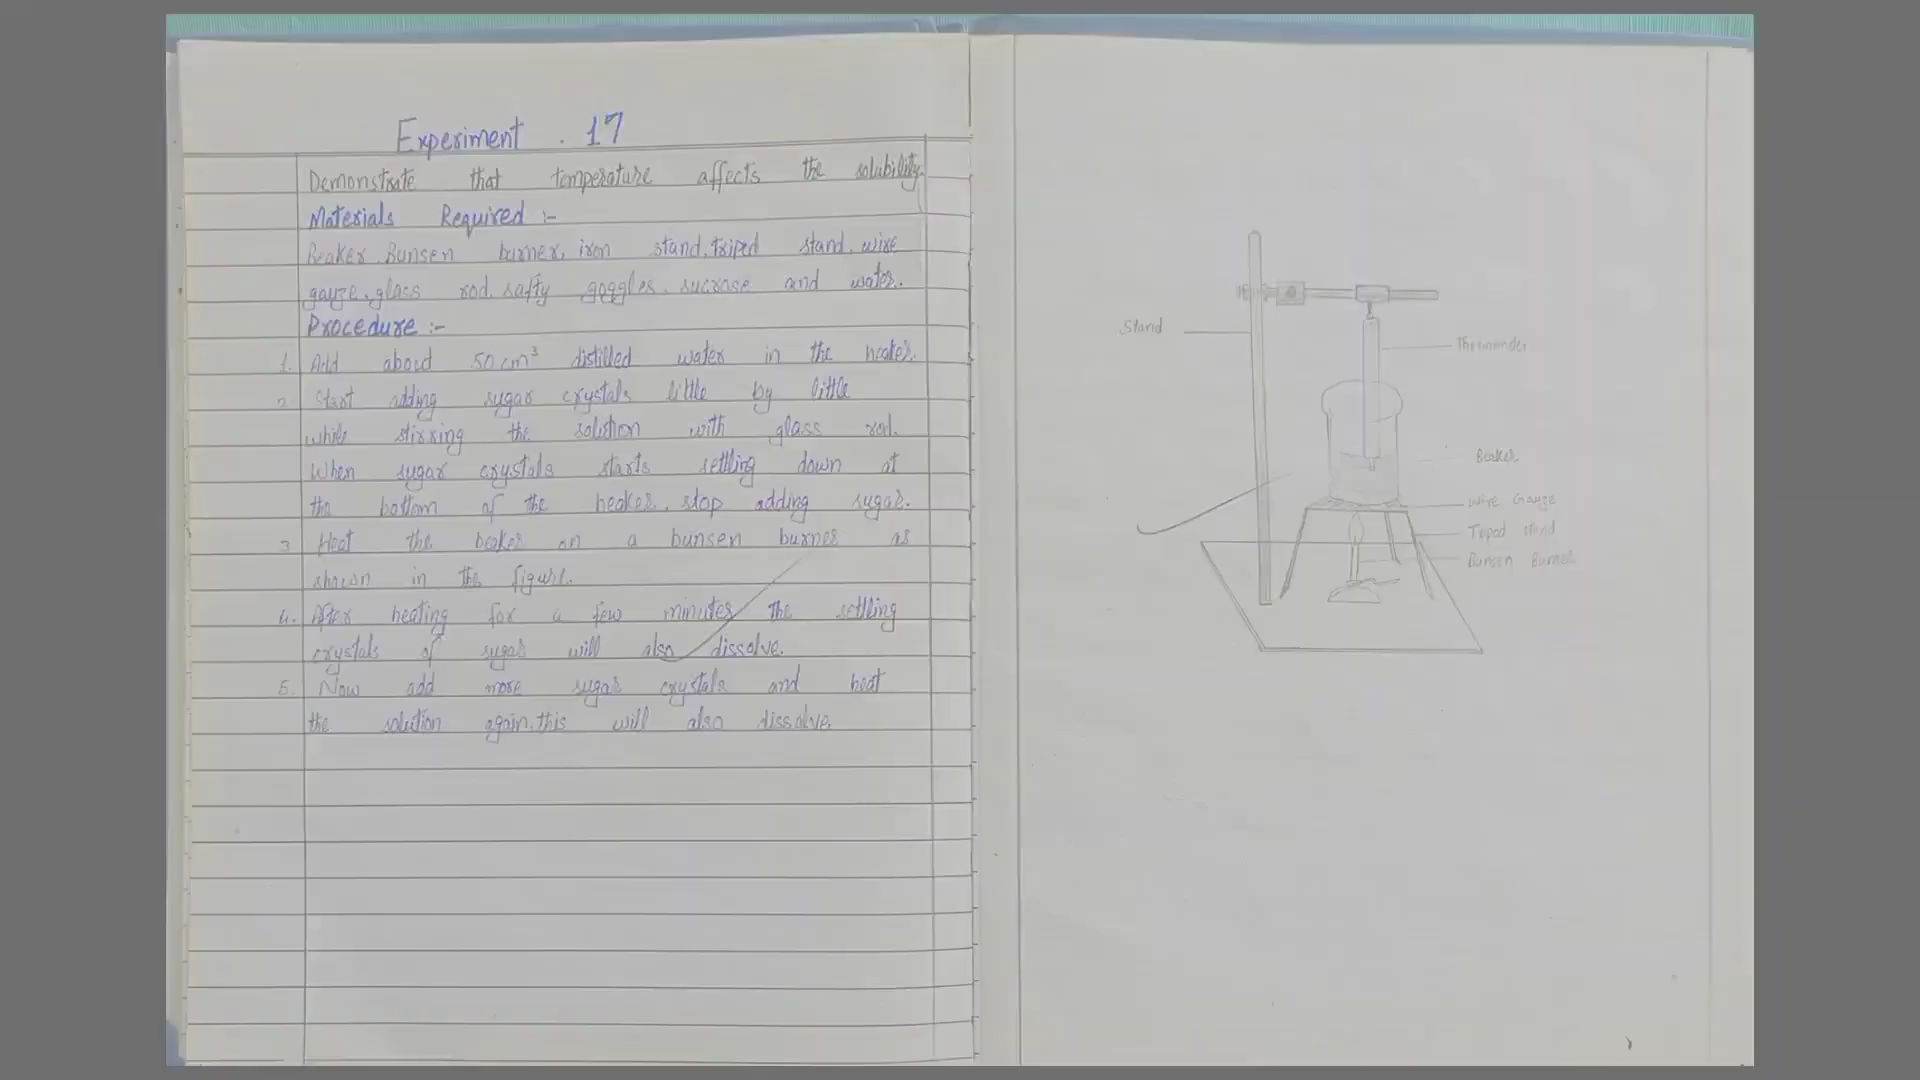 Experiment . 17
Demonstrate that temperature affects the solubility.
Materials Required :-
Beaker, Bunsen burner, iron stand, triped stand, wire
gauze, glass rod, safty goggles, sucrose and water.
Procedure :-
1. Add about 50 cm³ distilled water in the beaker.
2. Start adding sugar crystals little by little
while stirring the solution with glass rod.
When sugar crystals starts settling down at
the bottom of the beaker, stop adding sugar.
3. Heat the beaker on a bunsen burner as
shown in the figure.
4. After heating for a few minutes the settling
crystals of sugar will also dissolve.
5. Now add more sugar crystals and heat
the solution again, this will also dissolve.
Stand
Beaker
Wire Gauze
Tripod Stand
Bunsen Burner